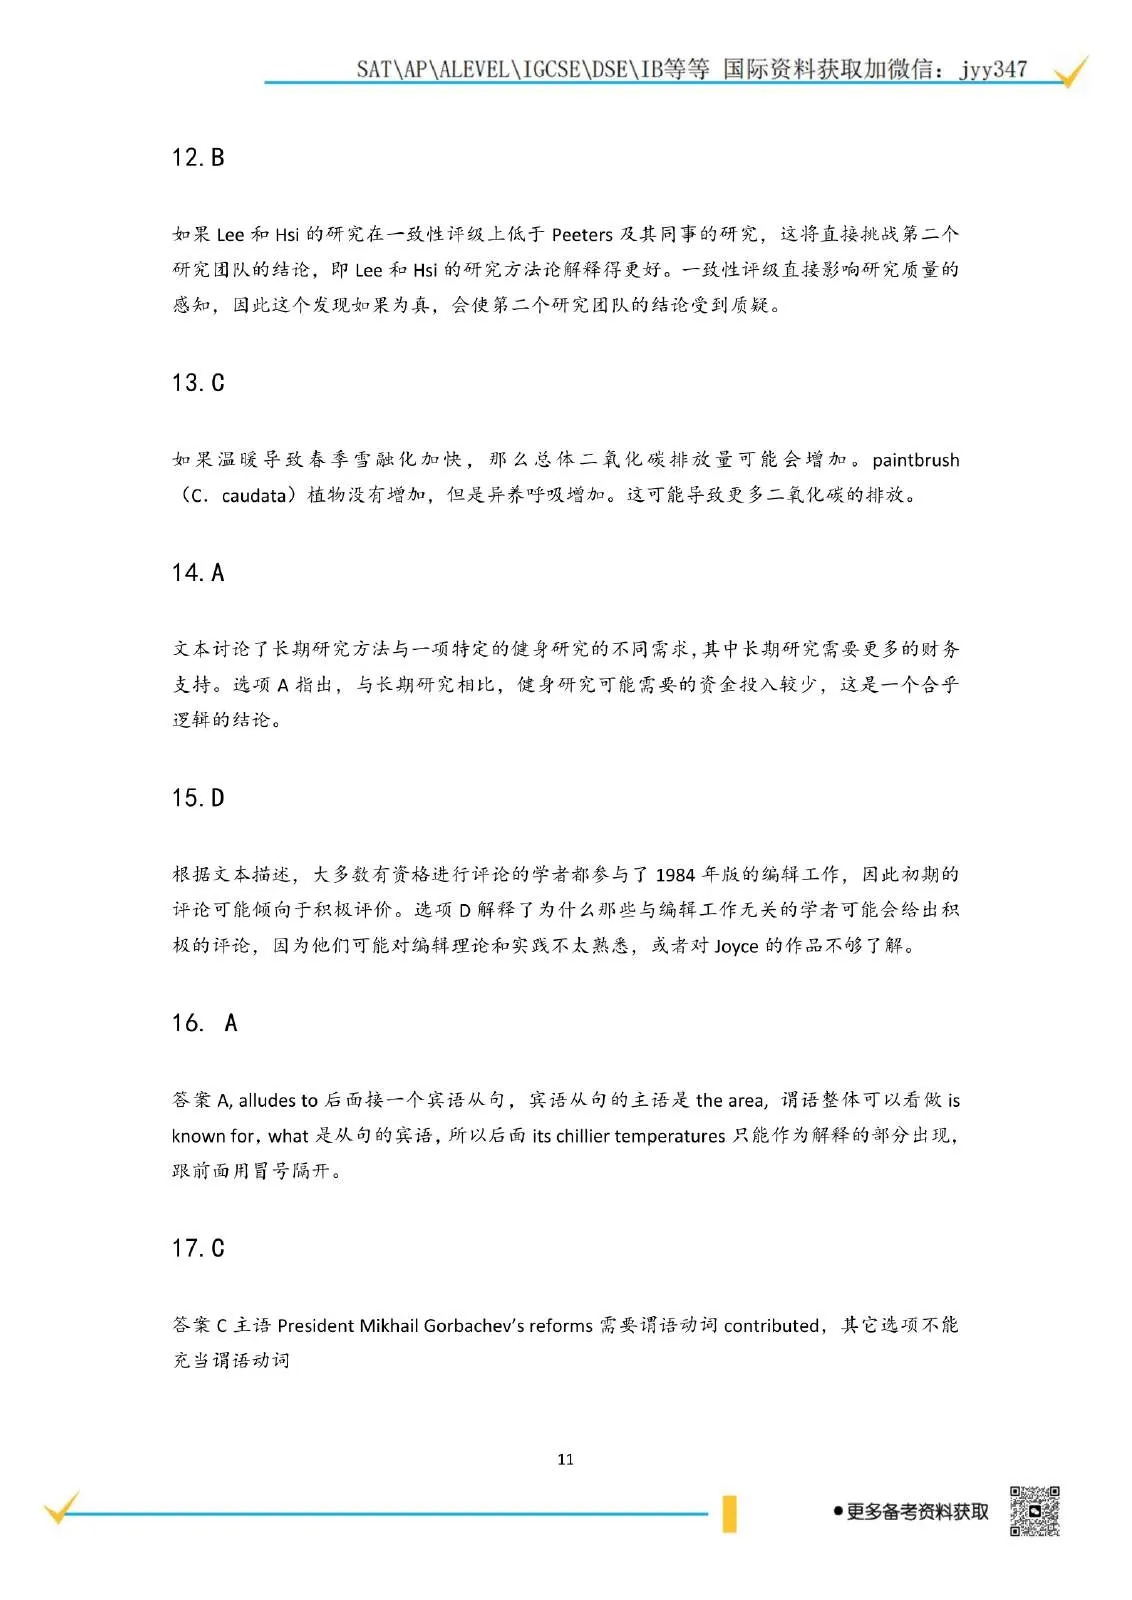 SAT\AP\ALEVEL\IGCSE\DSE\IB等等 国际资料获取加微信：jyy347
12. B
如果 Lee 和 Hsi 的研究在一致性评级上低于 Peeters 及其同事的研究，这将直接挑战第二个
研究团队的结论，即 Lee 和 Hsi 的研究方法论解释得更好。一致性评级直接影响研究质量的
感知，因此这个发现如果为真，会使第二个研究团队的结论受到质疑。
13. C
如果温暖导致春季雪融化加快，那么总体二氧化碳排放量可能会增加。paintbrush
（C. caudata）植物没有增加，但是异养呼吸增加。这可能导致更多二氧化碳的排放。
14. A
文本讨论了长期研究方法与一项特定的健身研究的不同需求，其中长期研究需要更多的财务
支持。选项 A 指出，与长期研究相比，健身研究可能需要的资金投入较少，这是一个合乎
逻辑的结论。
15. D
根据文本描述，大多数有资格进行评论的学者都参与了 1984 年版的编辑工作，因此初期的
评论可能倾向于积极评价。选项 D 解释了为什么那些与编辑工作无关的学者可能会给出积
极的评论，因为他们可能对编辑理论和实践不太熟悉，或者对 Joyce 的作品不够了解。
16. A
答案 A, alludes to 后面接一个宾语从句，宾语从句的主语是 the area, 谓语整体可以看做 is
known for，what 是从句的宾语，所以后面 its chillier temperatures 只能作为解释的部分出现，
跟前面用冒号隔开。
17. C
答案 C 主语 President Mikhail Gorbachev’s reforms 需要谓语动词 contributed，其它选项不能
充当谓语动词
11
●更多备考资料获取